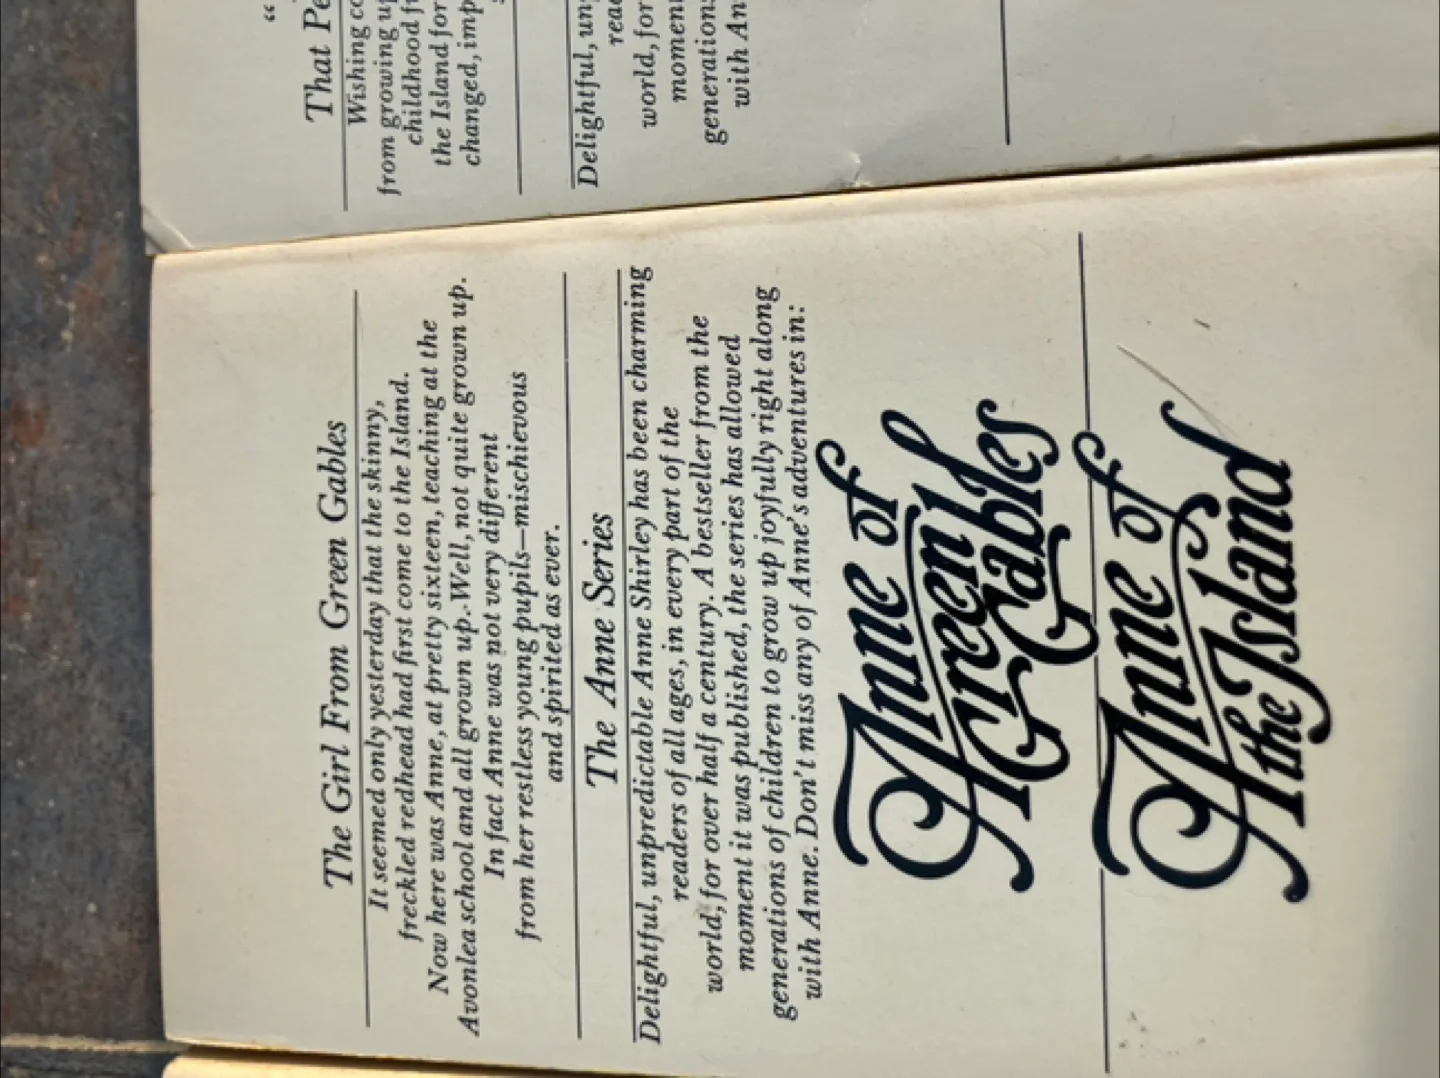 The Girl From Green Gables
It seemed only yesterday that the skinny,
freckled redhead had first come to the Island.
Now here was Anne, at pretty sixteen, teaching at the
Avonlea school and all grown up. Well, not quite grown up.
In fact Anne was not very different
from her restless young pupils—mischievous
and spirited as ever.
The Anne Series
Delightful, unpredictable Anne Shirley has been charming
readers of all ages, in every part of the
world, for over half a century. A bestseller from the
moment it was published, the series has allowed
generations of children to grow up joyfully right along
with Anne. Don't miss any of Anne's adventures in:
Anne of
Green
Gables
Anne of
the Island
“
That Pe
Wishing co
from growing up
childhood f
the Island for
changed, imp
Delightful, unp
read
world, for
moment
generations
with An